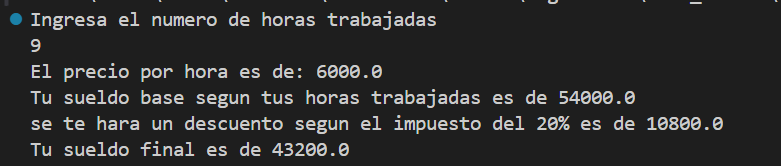 Ingresa el numero de horas trabajadas
9
El precio por hora es de: 6000.0
Tu sueldo base segun tus horas trabajadas es de 54000.0
se te hara un descuento segun el impuesto del 20% es de 10800.0
Tu sueldo final es de 43200.0